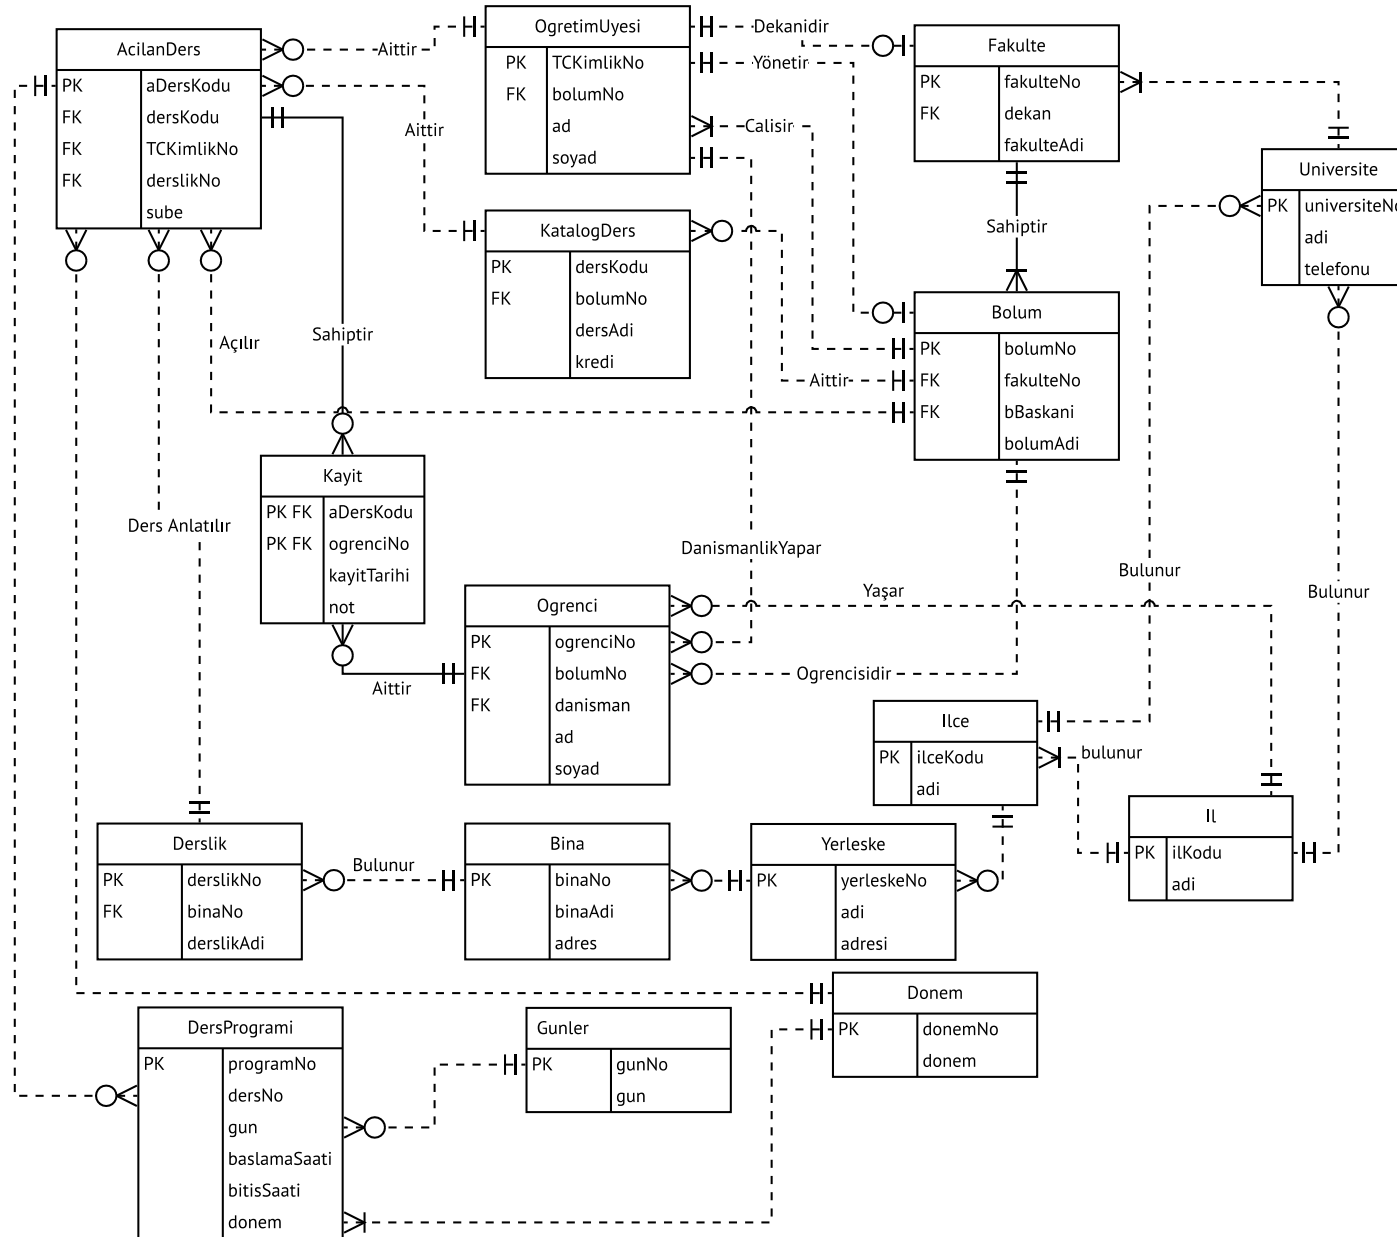 AcilanDers
PK aDersKodu
FK dersKodu
FK TCKimlikNo
FK derslikNo
sube
Aittir
OgretimUyesi
PK TCKimlikNo
FK bolumNo
ad
soyad
Dekanidir
Yönetir
Calisir
Fakulte
PK fakulteNo
FK dekan
fakulteAdi
Universite
PK universiteNo
adi
telefonu
Aittir
KatalogDers
PK dersKodu
FK bolumNo
dersAdi
kredi
Sahiptir
Bolum
PK bolumNo
FK fakulteNo
FK bBaskani
bolumAdi
Aittir
Sahiptir
Açılır
Kayit
PK FK aDersKodu
PK FK ogrenciNo
kayitTarihi
not
Ders Anlatılır
DanismanlikYapar
Bulunur
Bulunur
Yaşar
Ogrenci
PK ogrenciNo
FK bolumNo
FK danisman
ad
soyad
Ogrencisidir
Aittir
Ilce
PK ilceKodu
adi
bulunur
Il
PK ilKodu
adi
Derslik
PK derslikNo
FK binaNo
derslikAdi
Bulunur
Bina
PK binaNo
binaAdi
adres
Yerleske
PK yerleskeNo
adi
adresi
Donem
PK donemNo
donem
DersProgrami
PK programNo
dersNo
gun
baslamaSaati
bitisSaati
donem
Gunler
PK gunNo
gun